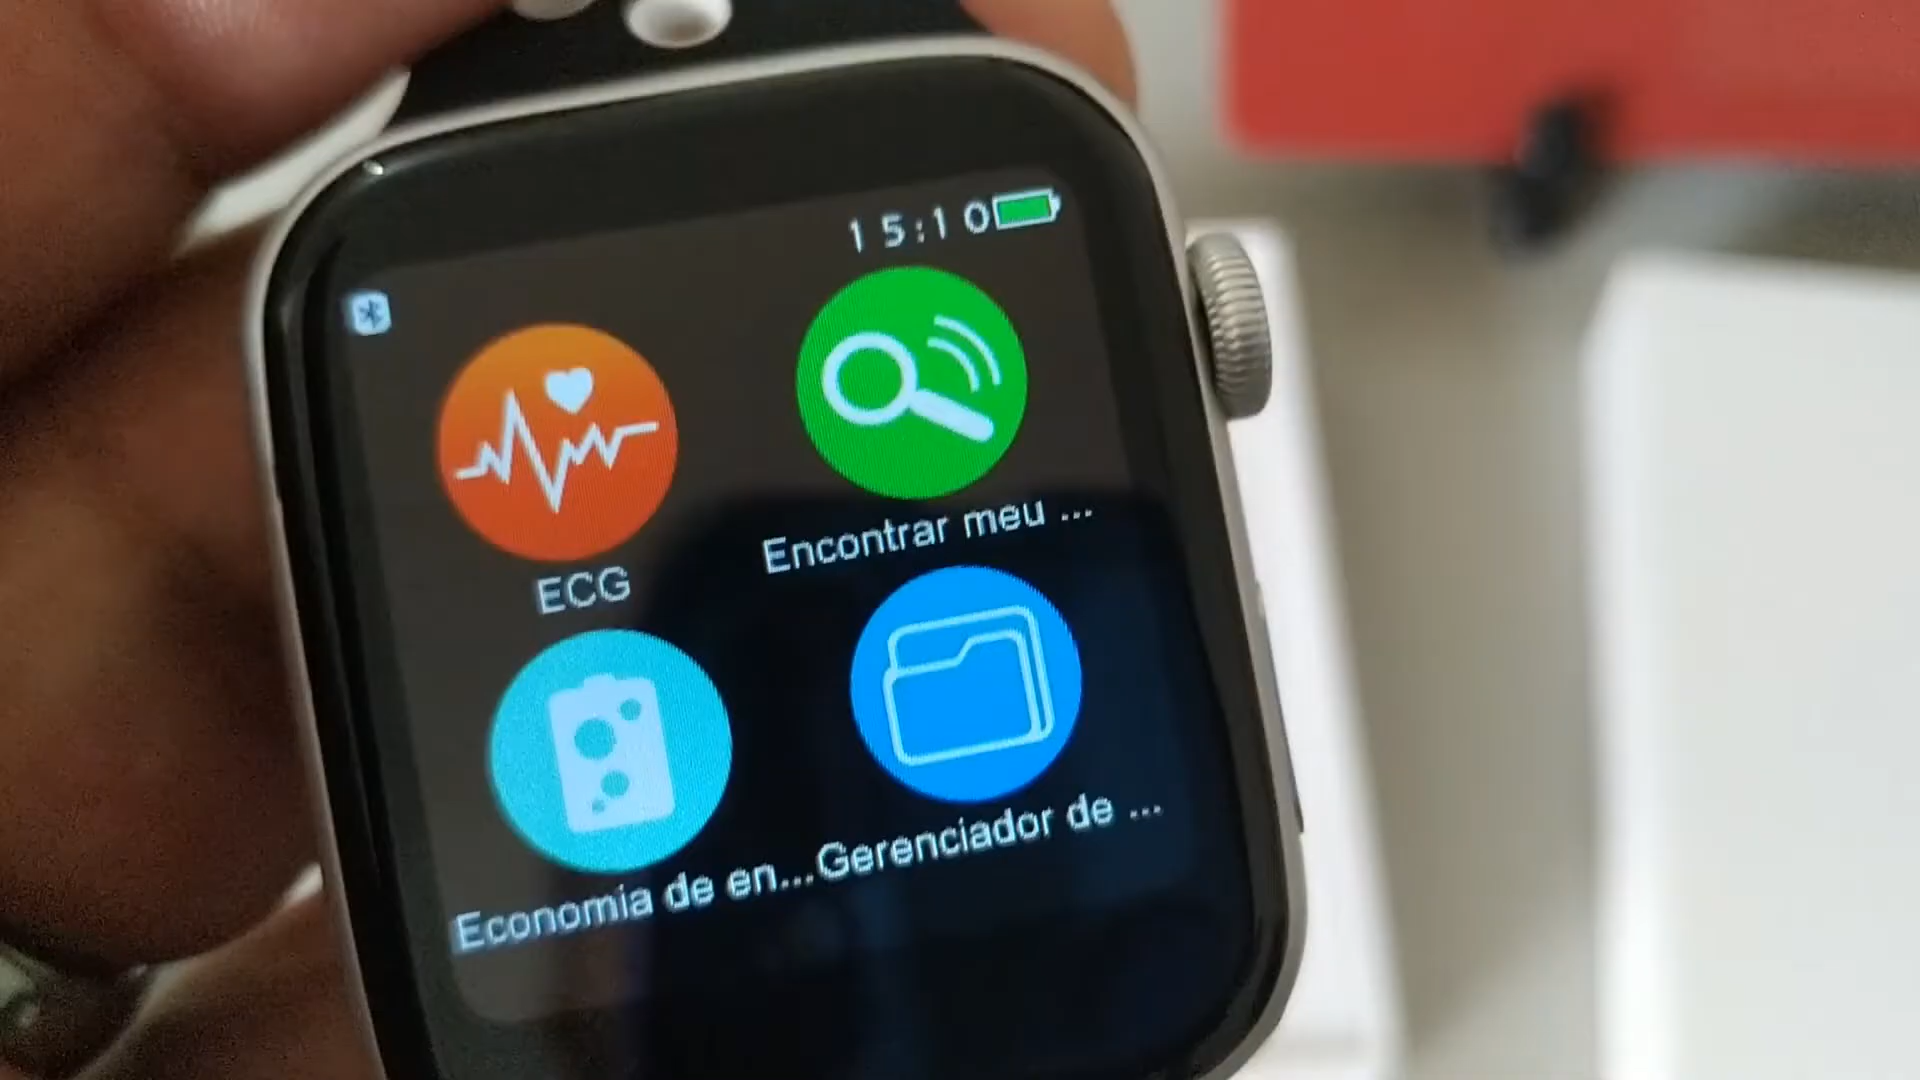 15:10
ECG
Encontrar meu ...
Economia de en...
Gerenciador de ...